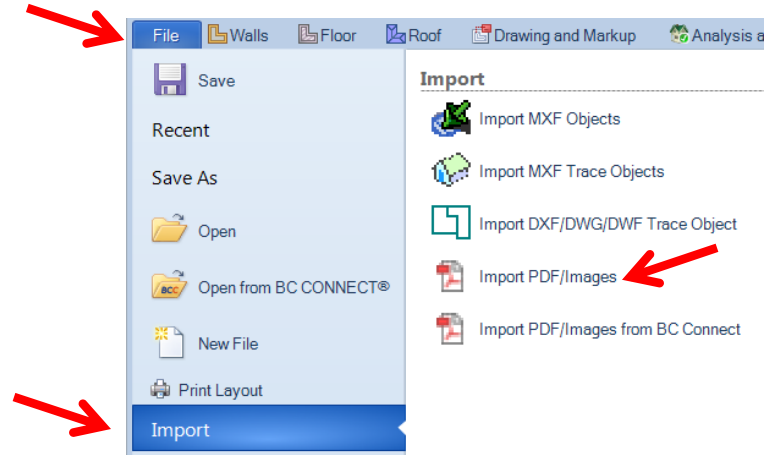 File Walls Floor Roof Drawing and Markup Analysis a
Save
Recent
Save As
Open
BCC
Open from BC CONNECT®
New File
Print Layout
Import
Import
Import MXF Objects
Import MXF Trace Objects
Import DXF/DWG/DWF Trace Object
Import PDF/Images
Import PDF/Images from BC Connect